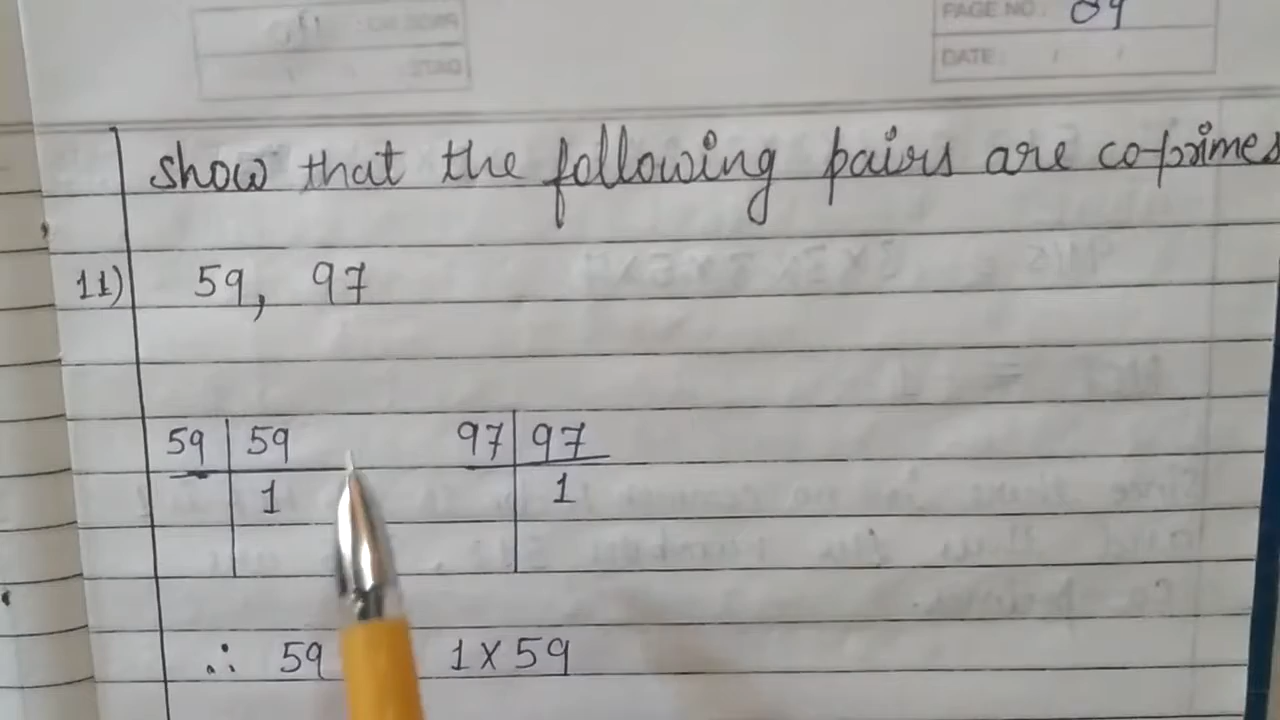 PAGE NO. 09
DATE:
show that the following pairs are co-primes
11) 59, 97
59 | 59 97 | 97
1 1
∴ 59 1 X 59